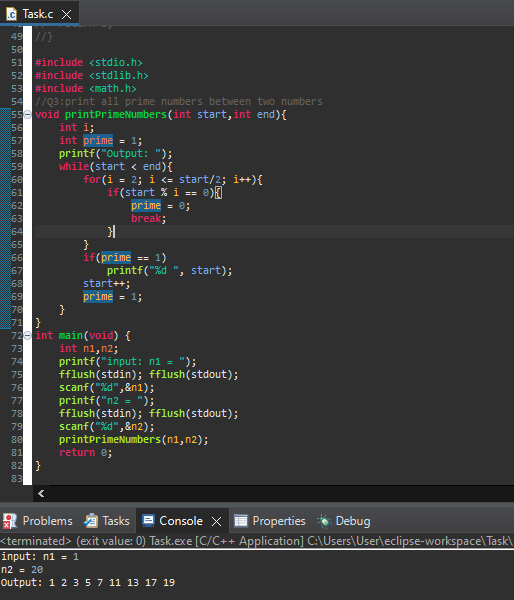 Task.c
49 //}
50
51 #include <stdio.h>
52 #include <stdlib.h>
53 #include <math.h>
54 //Q3:print all prime numbers between two numbers
55 void printPrimeNumbers(int start,int end){
56 int i;
57 int prime = 1;
58 printf("Output: ");
59 while(start < end){
60 for(i = 2; i <= start/2; i++){
61 if(start % i == 0){
62 prime = 0;
63 break;
64 }
65 }
66 if(prime == 1)
67 printf("%d ", start);
68 start++;
69 prime = 1;
70 }
71 }
72 int main(void) {
73 int n1,n2;
74 printf("input: n1 = ");
75 fflush(stdin); fflush(stdout);
76 scanf("%d",&n1);
77 printf("n2 = ");
78 fflush(stdin); fflush(stdout);
79 scanf("%d",&n2);
80 printPrimeNumbers(n1,n2);
81 return 0;
82 }
83
Problems Tasks Console Properties Debug
<terminated> (exit value: 0) Task.exe [C/C++ Application] C:\Users\User\eclipse-workspace\Task\
input: n1 = 1
n2 = 20
Output: 1 2 3 5 7 11 13 17 19